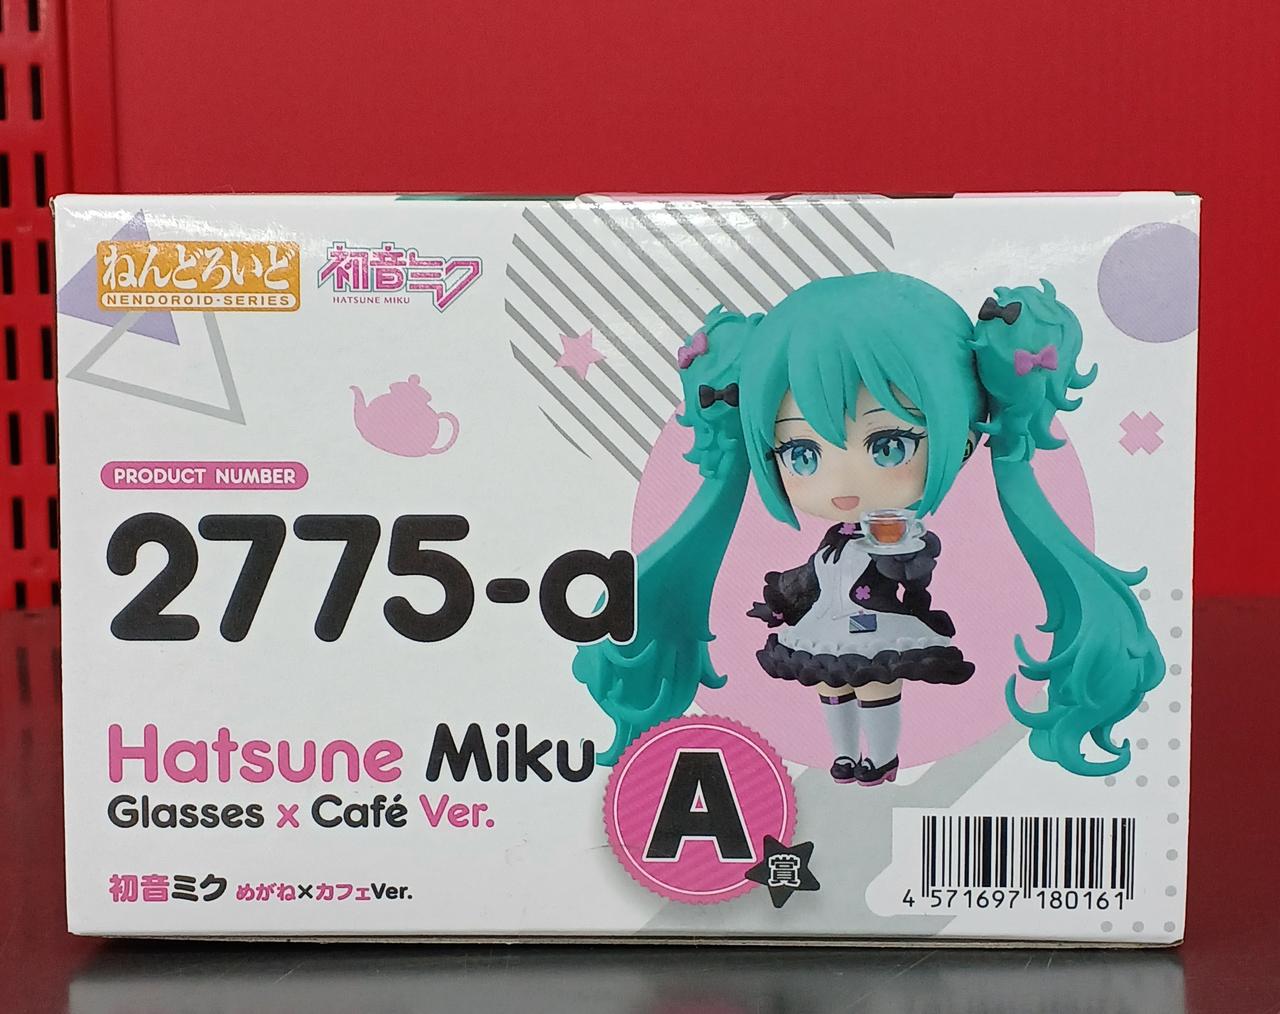 ねんどろいど
NENDOROID·SERIES
初音ミク
HATSUNE MIKU
PRODUCT NUMBER
2775-a
Hatsune Miku
Glasses x Café Ver.
初音ミク めがね×カフェVer.
A
賞
4 571697 180161